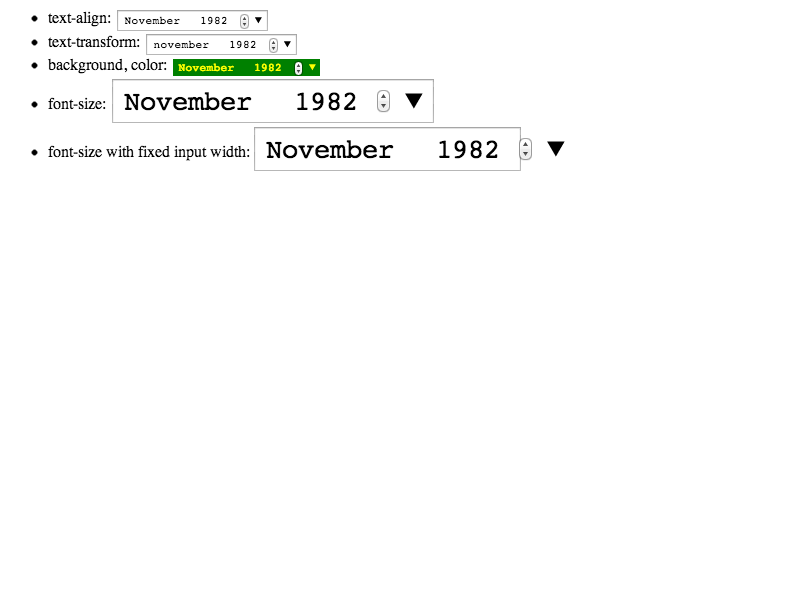 text-align: November 1982
text-transform: november 1982
background, color: November 1982
font-size: November 1982
font-size with fixed input width: November 1982